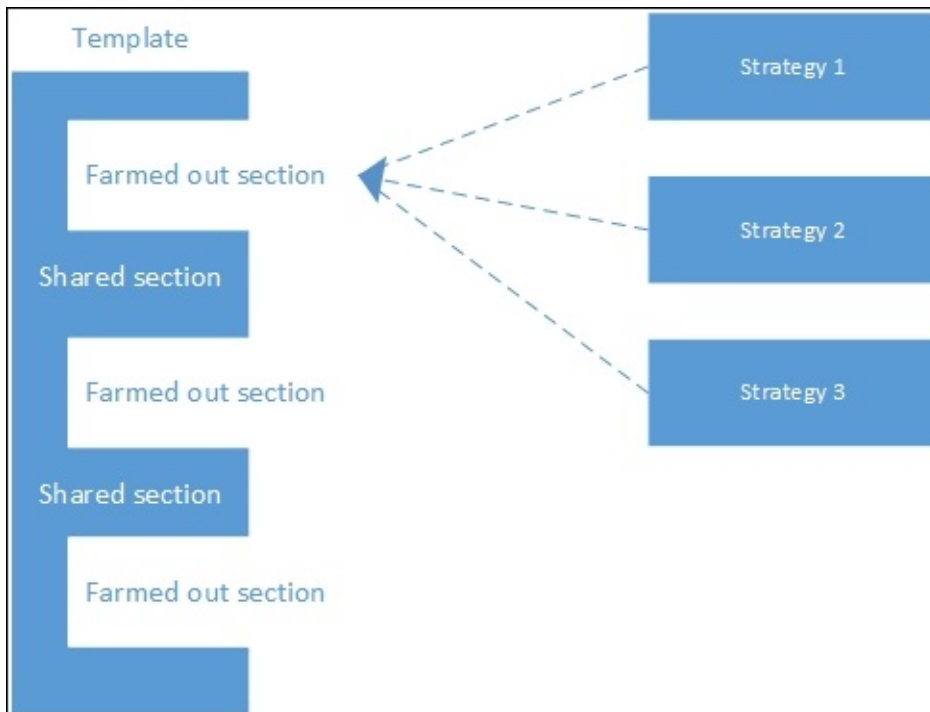 Template
Farmed out section
Shared section
Farmed out section
Shared section
Farmed out section
Strategy 1
Strategy 2
Strategy 3